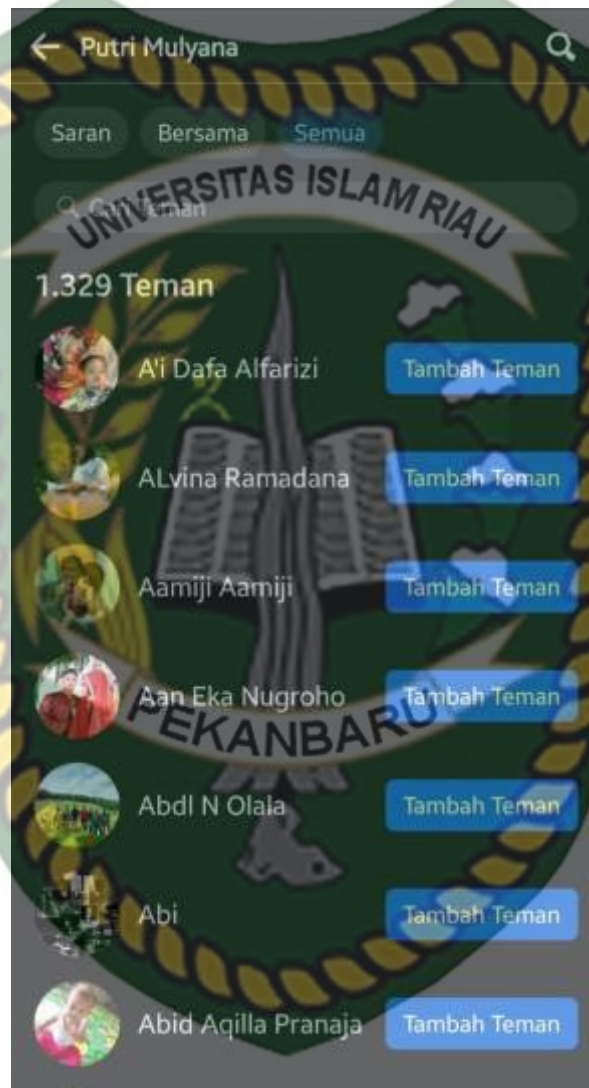 Putri Mulyana
Saran Bersama Semua
UNIVERSITAS ISLAM RIAU
Cari Teman
1.329 Teman
A'i Dafa Alfarizi Tambah Teman
ALvina Ramadana Tambah Teman
Aamiji Aamiji Tambah Teman
Aan Eka Nugroho Tambah Teman
PEKANBARU
Abdl N Olala Tambah Teman
Abi Tambah Teman
Abid Aqilla Pranaja Tambah Teman